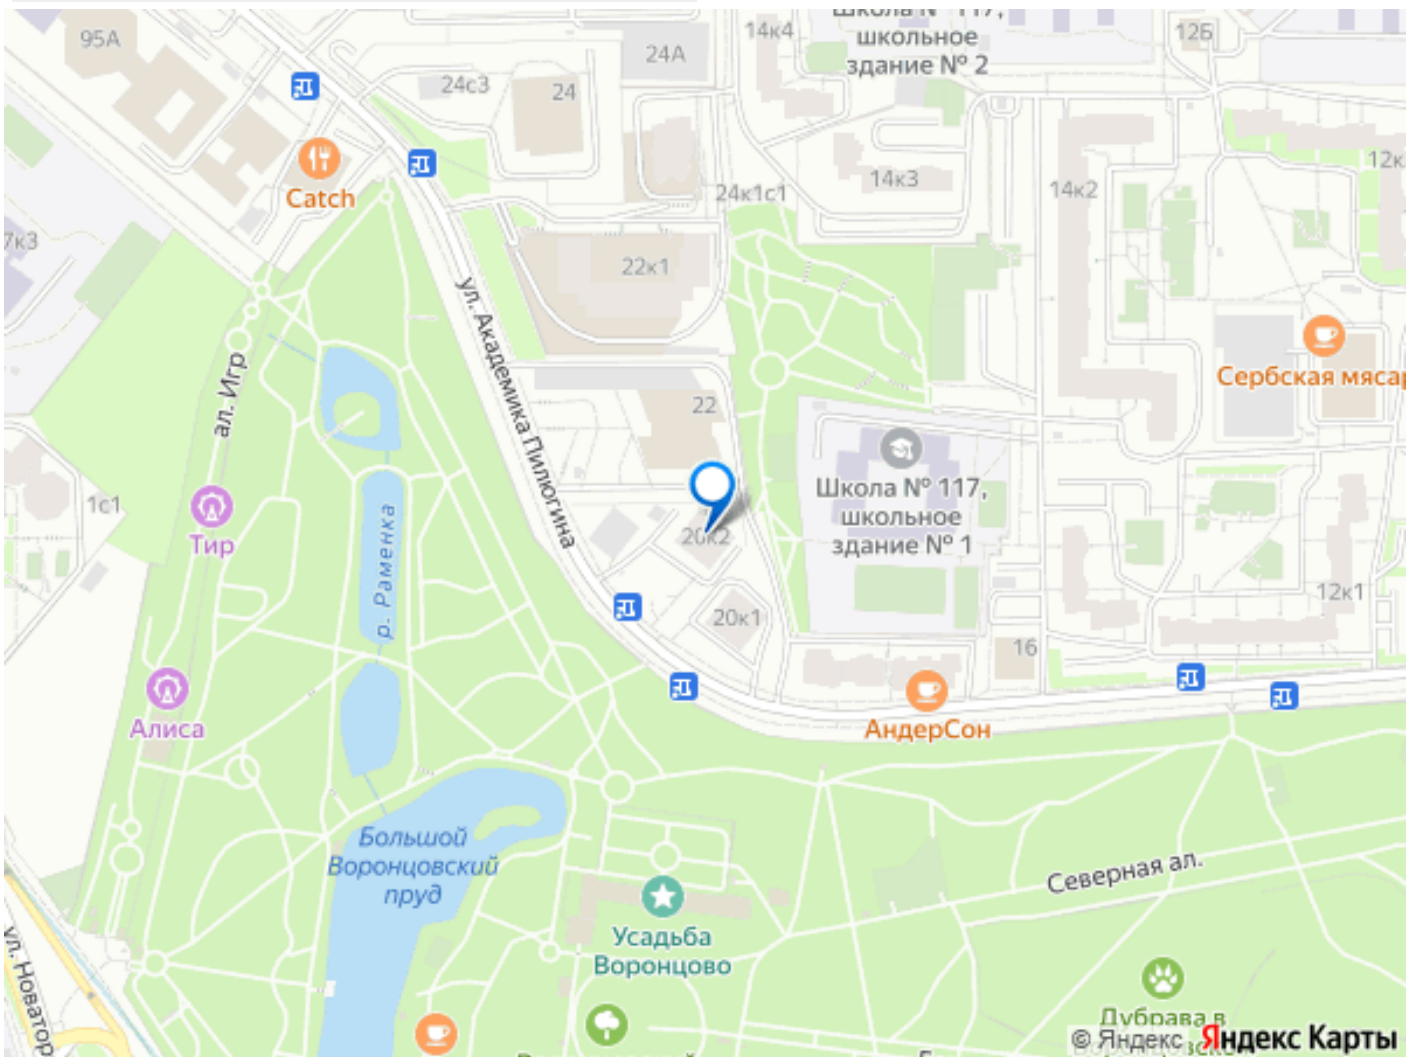 95А
24А
14к4
школьное
здание № 2
12Б
24с3
24
Catch
14к3
24к1с1
14к2
7к3
22к1
ул. Академика Пилюгина
ал. Игр
Сербская
22
1с1
Тир
р. Раменка
Школа № 117,
школьное
здание № 1
20к2
20к1
12к1
16
Алиса
АндерСон
Большой
Воронцовский
пруд
Северная ал.
Усадьба
Воронцово
ул. Новатор
Дубрава в
© Яндекс Яндекс Карты